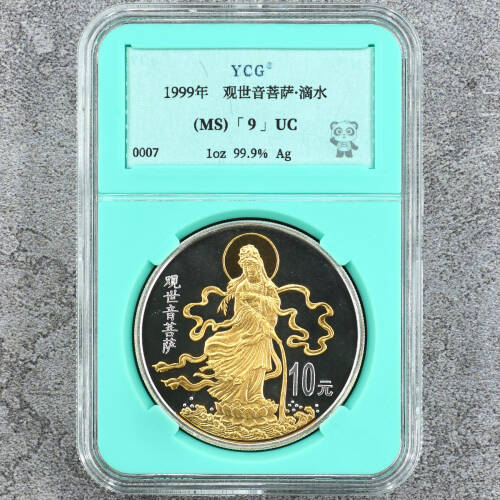 YCG®
1999年 观世音菩萨·滴水
(MS)「9」UC
0007 1oz 99.9% Ag
观世音菩萨
10元